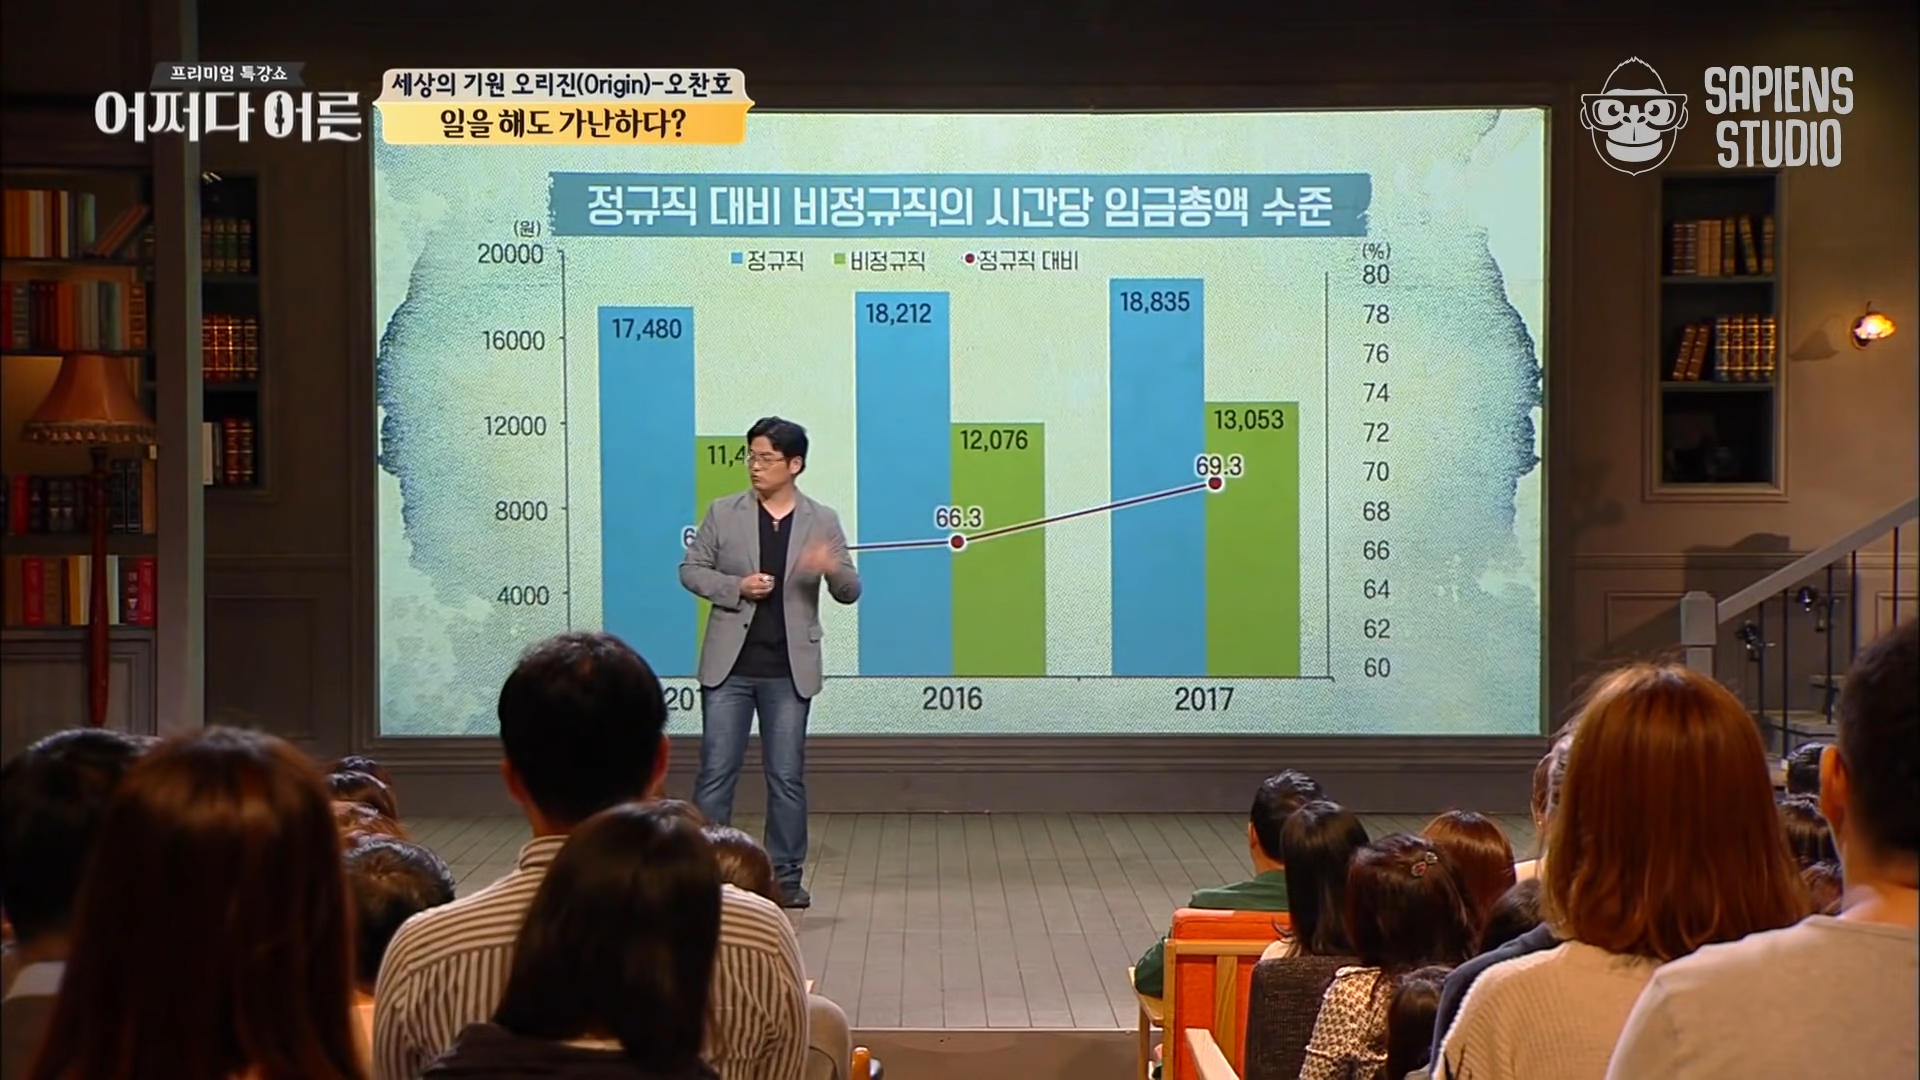 프리미엄 특강쇼
어쩌다 어른
세상의 기원 오리진(Origin)-오찬호
일을 해도 가난하다?
SAPIENS
STUDIO
정규직 대비 비정규직의 시간당 임금총액 수준
(원)
20000
16000
12000
8000
4000
정규직 비정규직 정규직 대비
(%)
80
78
76
74
72
70
68
66
64
62
60
17,480
18,212
12,076
18,835
13,053
66.3
69.3
2016
2017